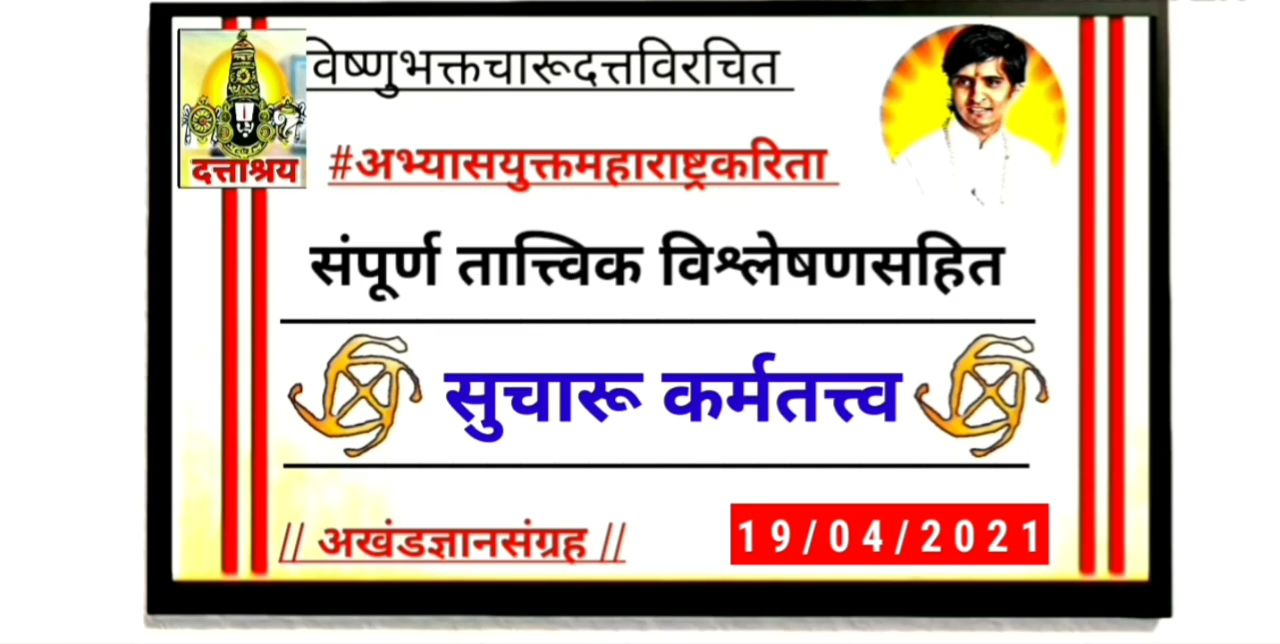 विष्णुभक्तचारूदत्तविरचित
दत्ताश्रय
#अभ्यासयुक्तमहाराष्ट्रकरिता
संपूर्ण तात्त्विक विश्लेषणसहित
सुचारू कर्मतत्त्व
// अखंडज्ञानसंग्रह //
19/04/2021